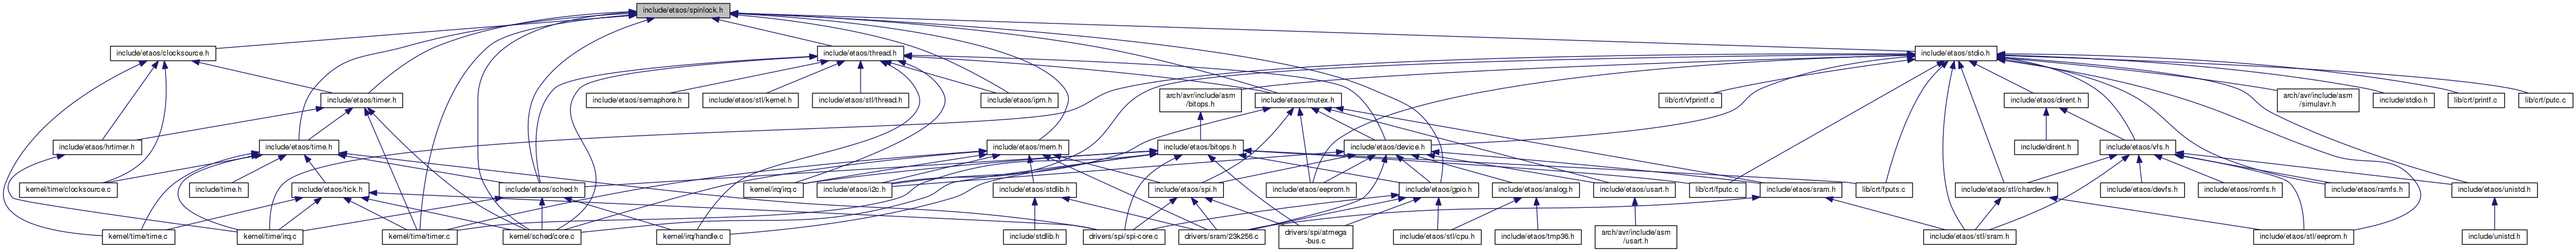 include/etaos/spinlock.h
include/etaos/clocksource.h
include/etaos/thread.h
include/etaos/stdio.h
include/etaos/timer.h
include/etaos/semaphore.h
include/etaos/stl/kernel.h
include/etaos/stl/thread.h
include/etaos/ipm.h
arch/avr/include/asm
/bitops.h
include/etaos/mutex.h
lib/crt/vfprintf.c
include/etaos/dirent.h
arch/avr/include/asm
/simulavr.h
include/stdio.h
lib/crt/printf.c
lib/crt/putc.c
include/etaos/hrtimer.h
include/etaos/time.h
include/etaos/mem.h
include/etaos/bitops.h
include/etaos/device.h
include/dirent.h
include/etaos/vfs.h
kernel/time/clocksource.c
include/time.h
include/etaos/tick.h
include/etaos/sched.h
kernel/irq/irq.c
include/etaos/i2c.h
include/etaos/stdlib.h
include/etaos/spi.h
include/etaos/eeprom.h
include/etaos/gpio.h
include/etaos/analog.h
include/etaos/usart.h
lib/crt/fputc.c
include/etaos/sram.h
lib/crt/fputs.c
include/etaos/stl/chardev.h
include/etaos/devfs.h
include/etaos/romfs.h
include/etaos/ramfs.h
include/etaos/unistd.h
kernel/time/time.c
kernel/time/irq.c
kernel/time/timer.c
kernel/sched/core.c
kernel/irq/handle.c
include/stdlib.h
drivers/spi/spi-core.c
drivers/sram/23k256.c
drivers/spi/atmega
-bus.c
include/etaos/stl/cpu.h
include/etaos/tmp36.h
arch/avr/include/asm
/usart.h
include/etaos/stl/sram.h
include/etaos/stl/eeprom.h
include/unistd.h